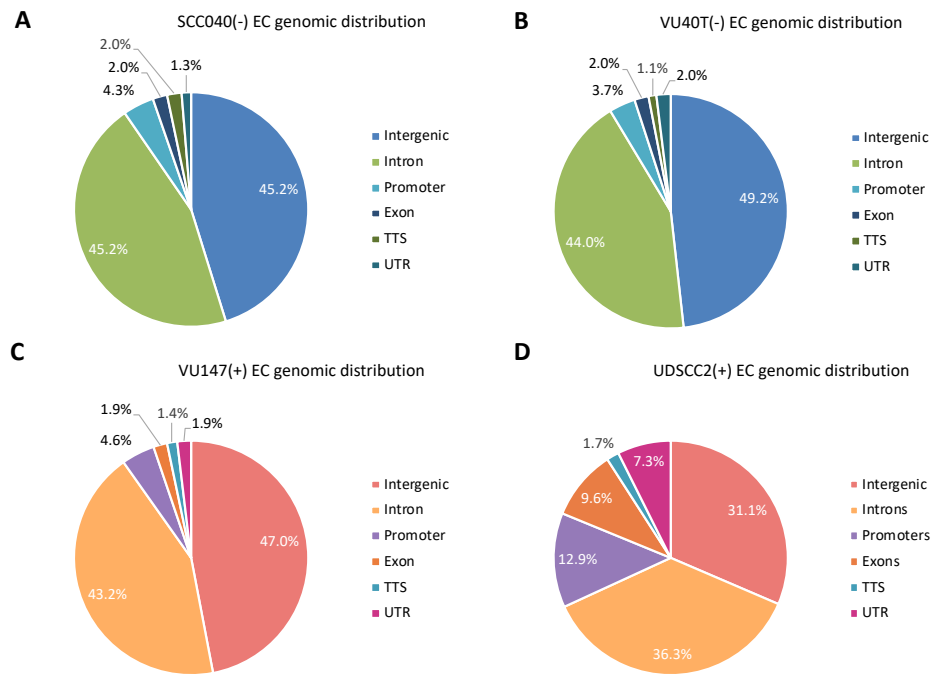 A
SCC040(-) EC genomic distribution
2.0%
2.0%
1.3%
4.3%
45.2%
45.2%
Intergenic
Intron
Promoter
Exon
TTS
UTR
B
VU40T(-) EC genomic distribution
2.0%
1.1%
2.0%
3.7%
49.2%
44.0%
Intergenic
Intron
Promoter
Exon
TTS
UTR
C
VU147(+) EC genomic distribution
1.9%
1.4%
1.9%
4.6%
47.0%
43.2%
Intergenic
Intron
Promoter
Exon
TTS
UTR
D
UDSCC2(+) EC genomic distribution
1.7%
7.3%
9.6%
31.1%
12.9%
36.3%
Intergenic
Introns
Promoters
Exons
TTS
UTR